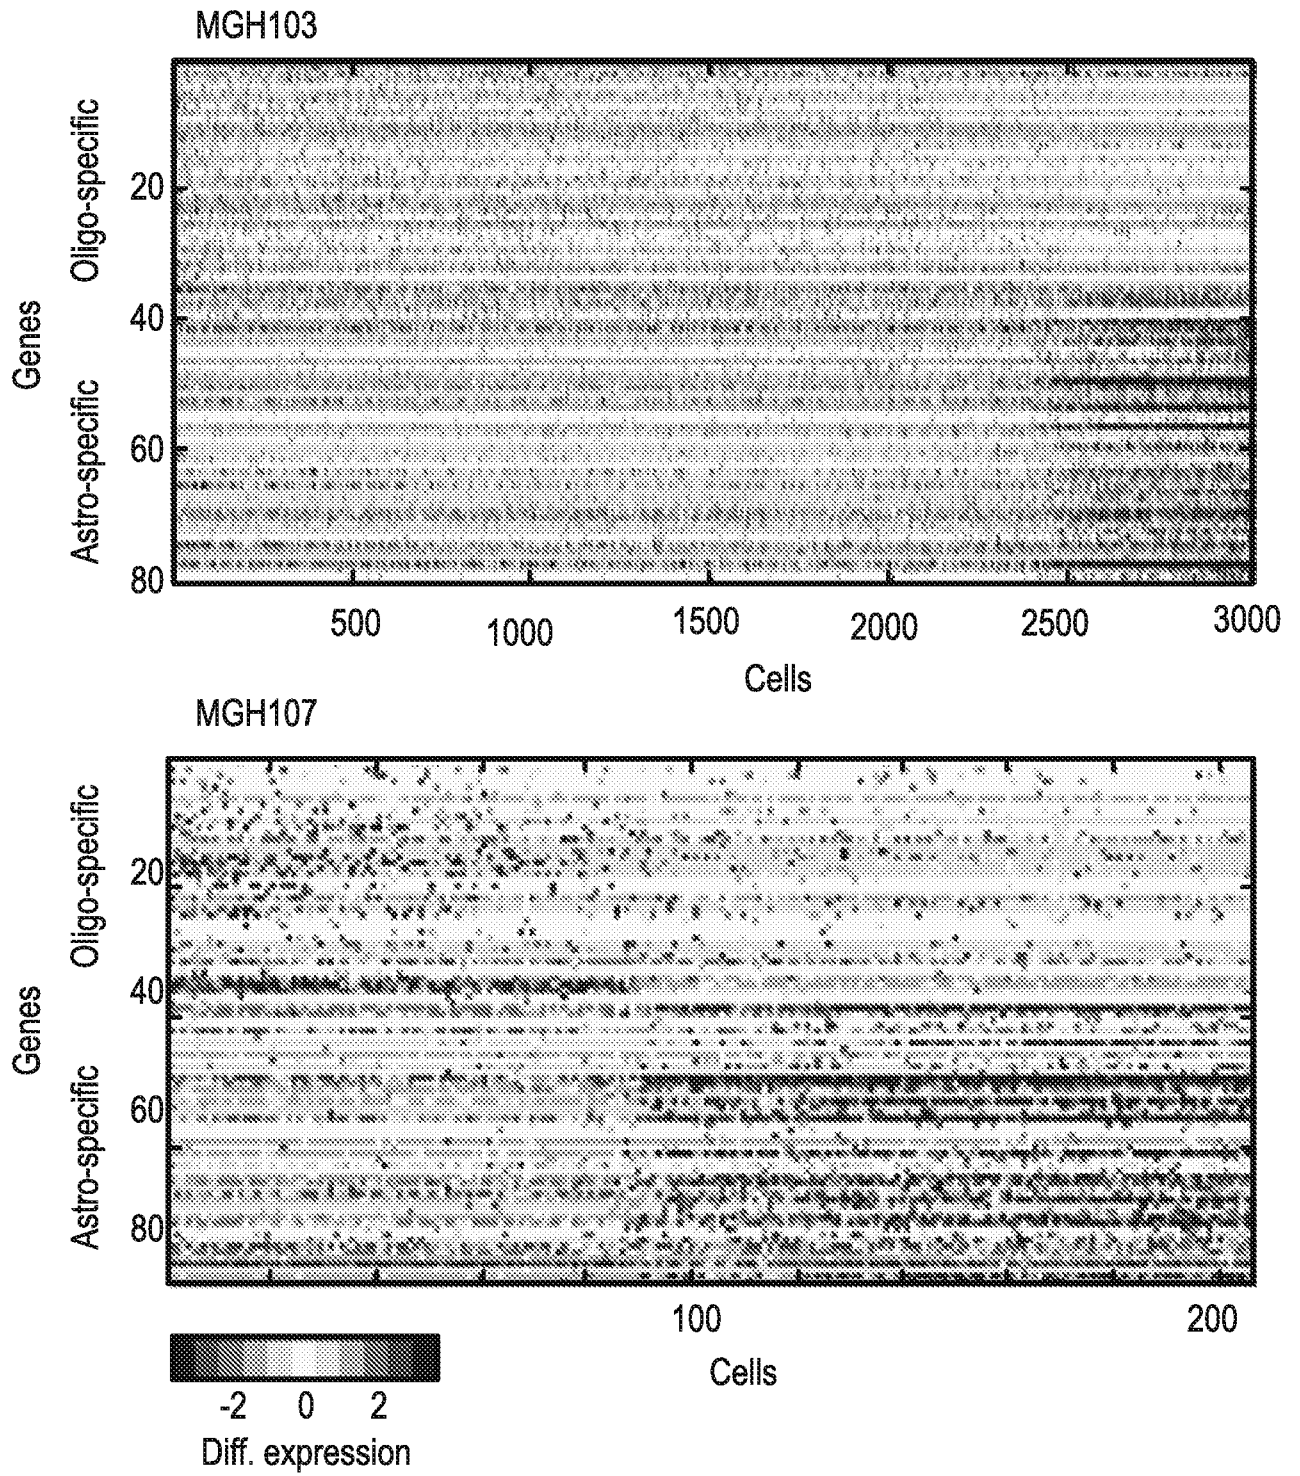 MGH103
Oligo-specific
Astro-specific
Genes
20
40
60
80
500 1000 1500 2000 2500 3000
Cells
MGH107
Oligo-specific
Astro-specific
Genes
20
40
60
80
100 200
Cells
-2 0 2
Diff. expression